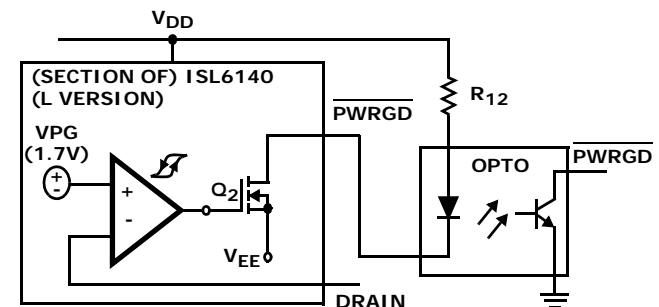 VDD
(SECTION OF) ISL6140
(L VERSION)
PWRGD
R12
VPG
(1.7V)
+
-
+
-
Q2
VEE
DRAIN
OPTO
PWRGD